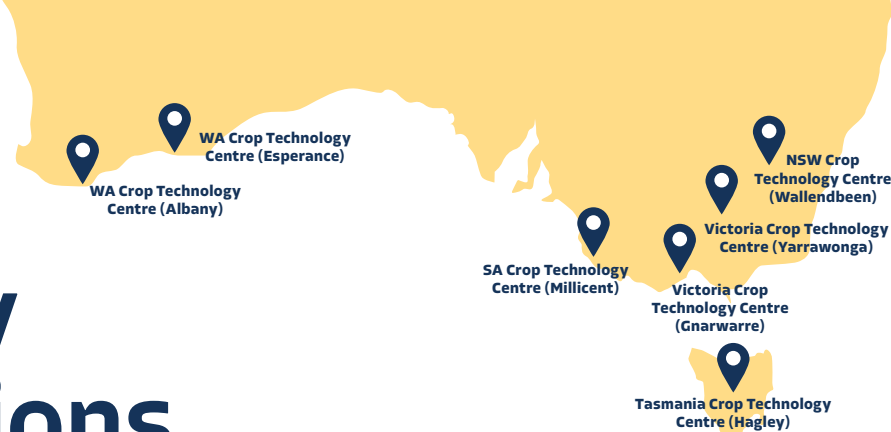 WA Crop Technology
Centre (Esperance)
WA Crop Technology
Centre (Albany)
NSW Crop
Technology Centre
(Wallendbeen)
Victoria Crop Technology
Centre (Yarrawonga)
SA Crop Technology
Centre (Millicent)
Victoria Crop
Technology Centre
(Gnarwarre)
Tasmania Crop Technology
Centre (Hagley)